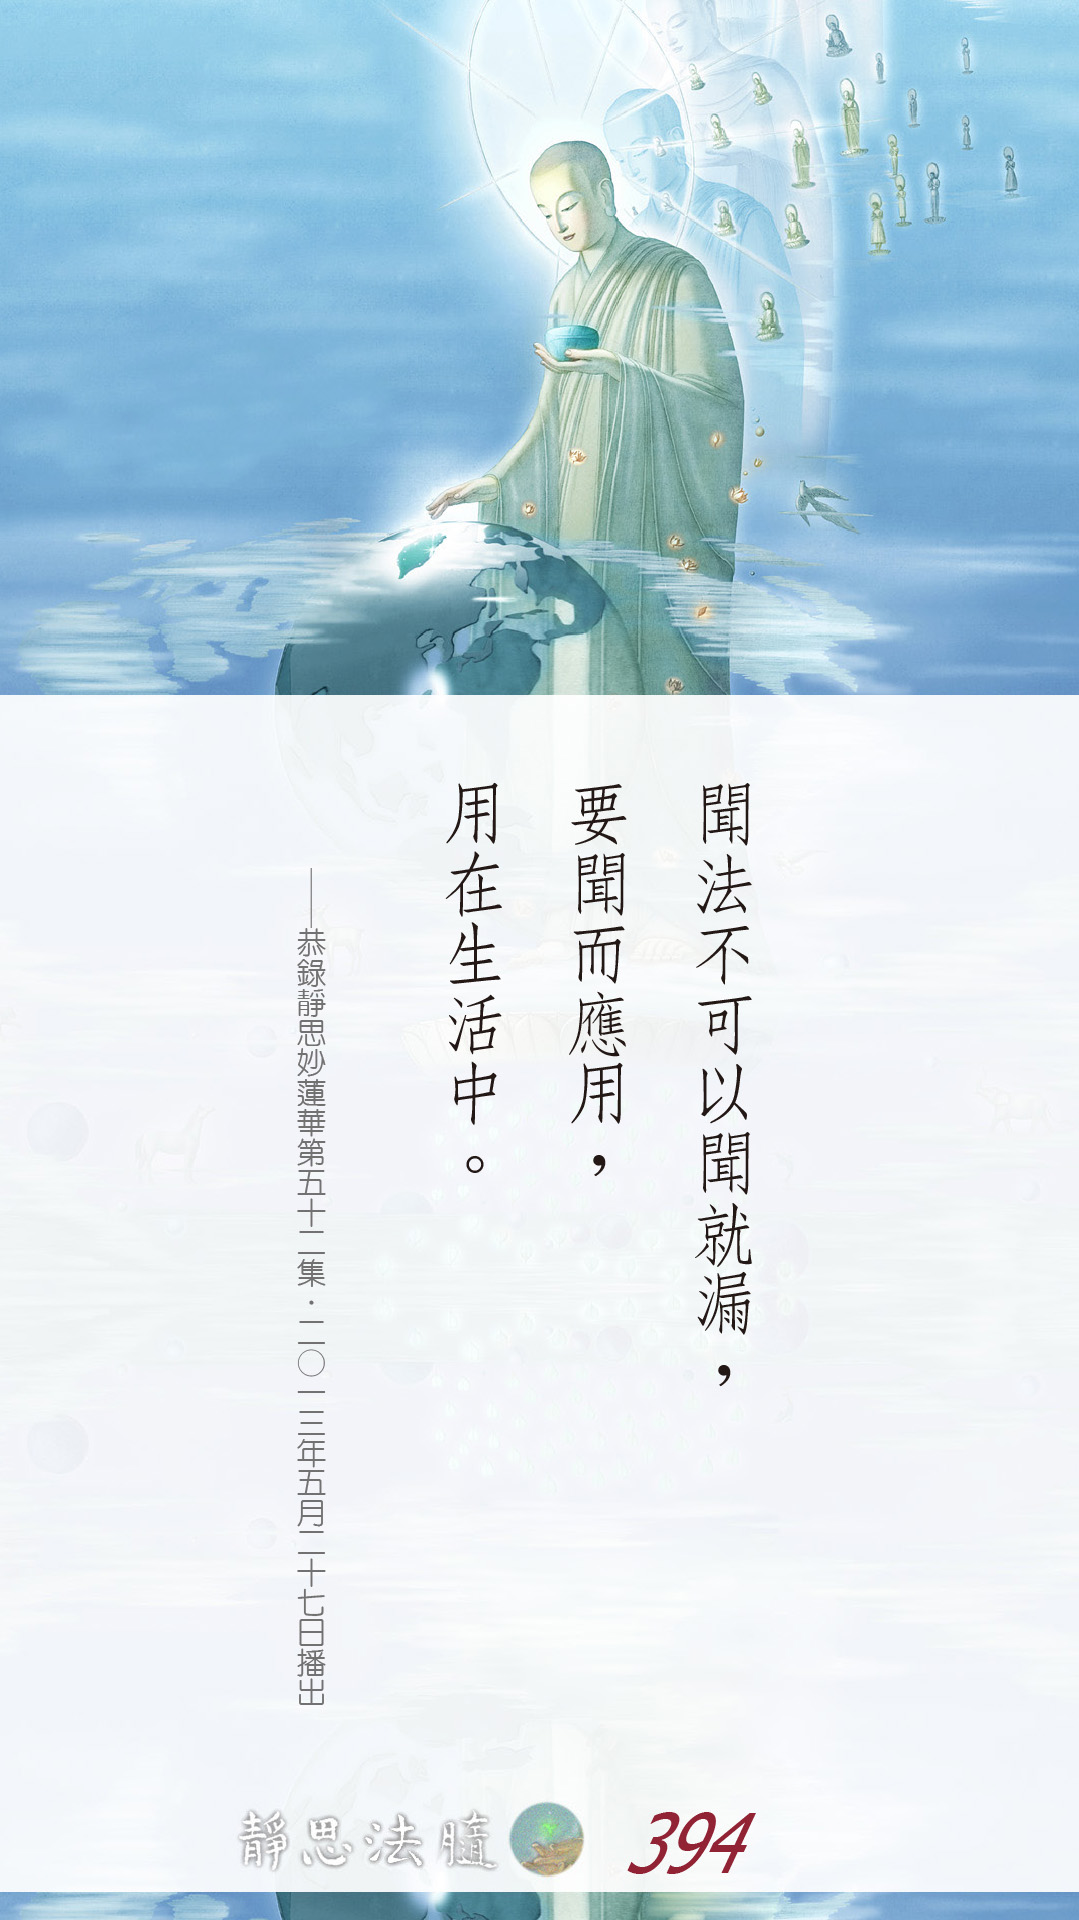 聞法不可以聞就漏，
要聞而應用，
用在生活中。
——恭錄靜思妙蓮華第五十二集·二〇一三年五月二十七日播出
靜思法髓
394